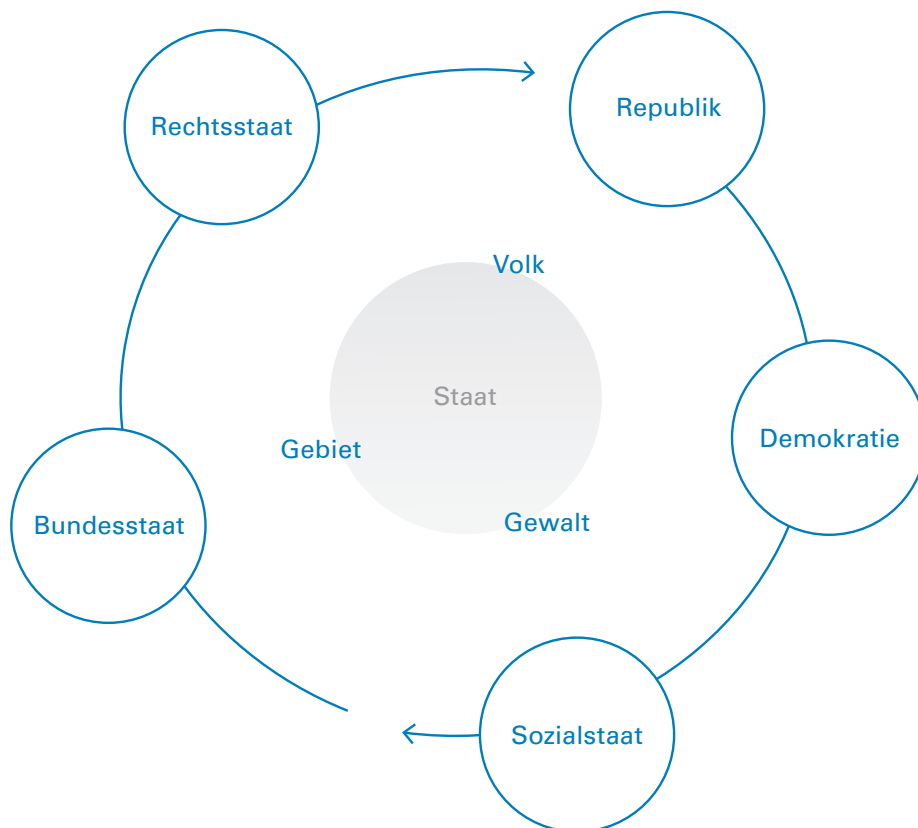 Republik
Rechtsstaat
Volk
Staat
Demokratie
Gebiet
Gewalt
Bundesstaat
Sozialstaat